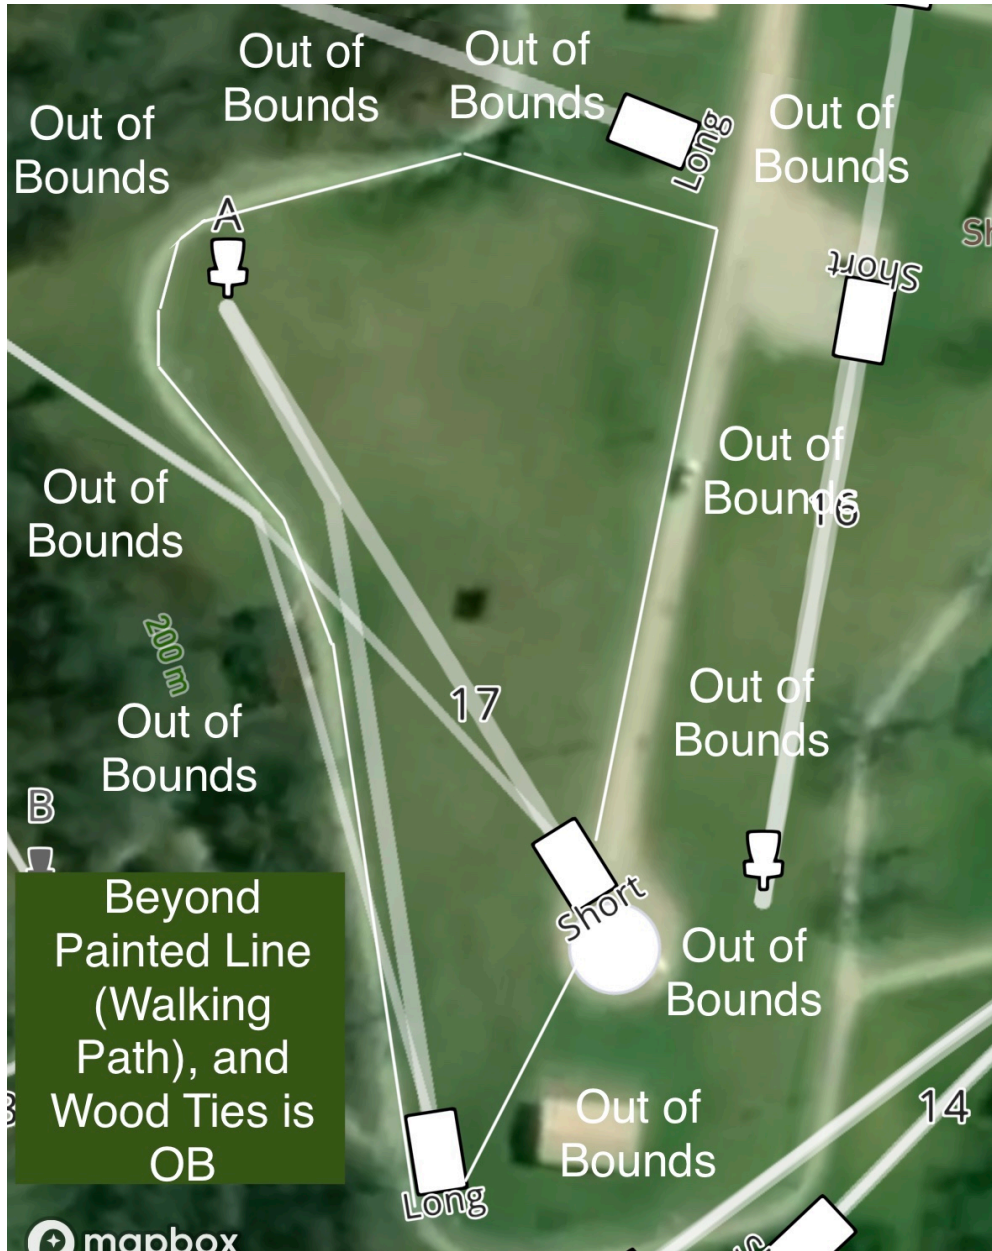 Out of
Bounds
Out of
Bounds
Out of
Bounds
Out of
Bounds
Long
A
Short
Out of
Bounds
16
Out of
Bounds
200 m
17
Out of
Bounds
Out of
Bounds
B
Short
Out of
Bounds
Beyond
Painted Line
(Walking
Path), and
Wood Ties is
OB
Out of
Bounds
14
Long
mapbox